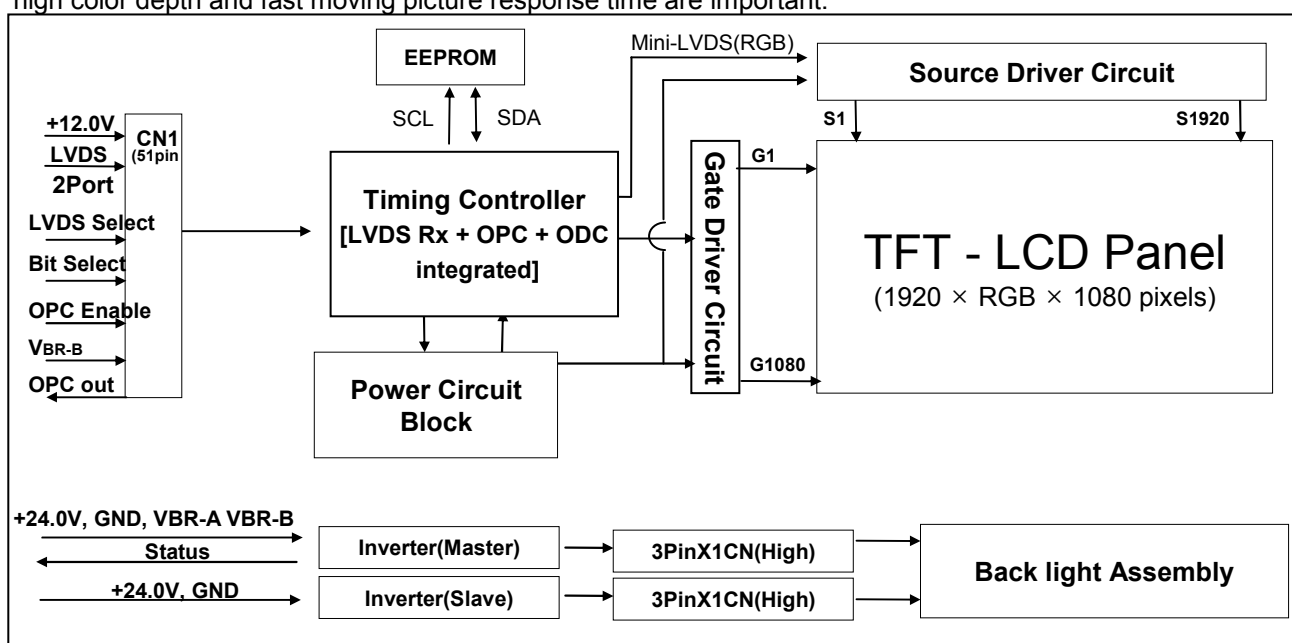 high color depth and fast moving picture response time are important.
EEPROM
Mini-LVDS(RGB)
Source Driver Circuit
SCL
SDA
S1
S1920
+12.0V
LVDS
2Port
LVDS Select
Bit Select
OPC Enable
VBR-B
OPC out
CN1
(51pin
Timing Controller
[LVDS Rx + OPC + ODC
integrated]
Gate Driver Circuit
G1
G1080
TFT - LCD Panel
(1920 × RGB × 1080 pixels)
Power Circuit
Block
+24.0V, GND, VBR-A VBR-B
Status
+24.0V, GND
Inverter(Master)
3PinX1CN(High)
Inverter(Slave)
3PinX1CN(High)
Back light Assembly